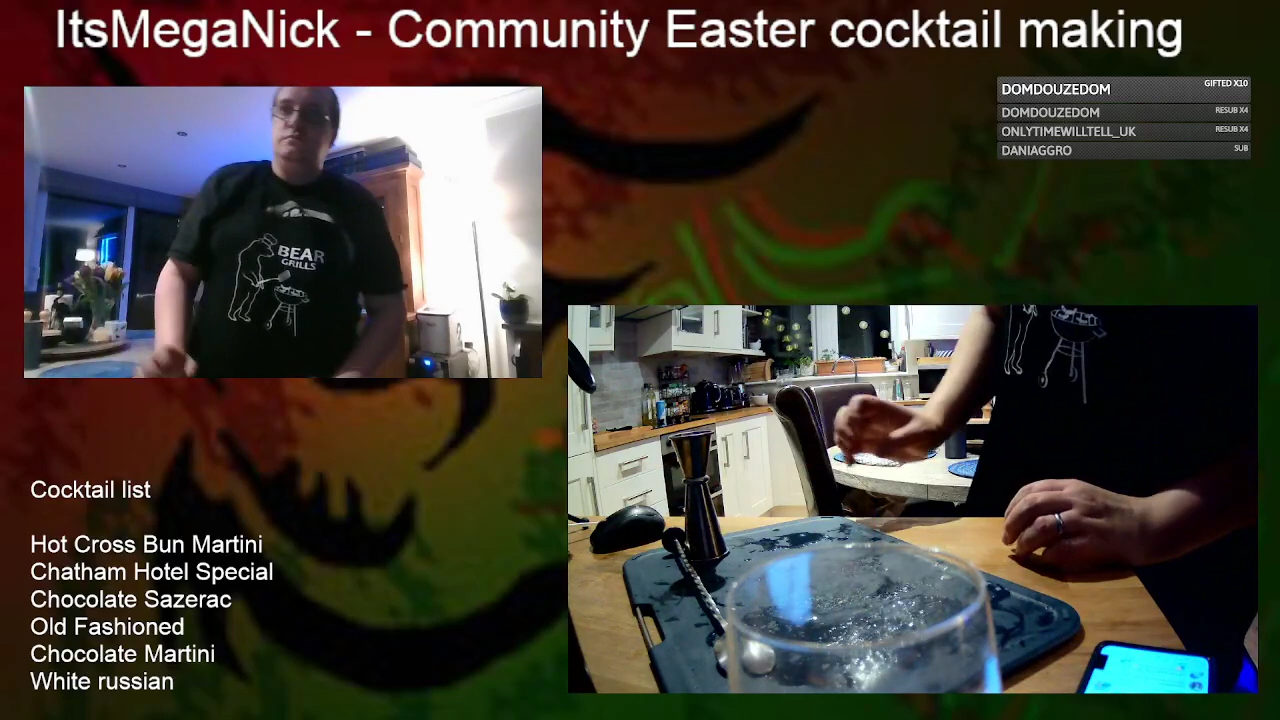 ItsMegaNick - Community Easter cocktail making
DOMDOUZEDOM GIFTED X10
DOMDOUZEDOM RESUB X4
ONLYTIMEWILLTELL_UK RESUB X4
DANIAGGRO SUB
BEAR
GRILLS
Cocktail list
Hot Cross Bun Martini
Chatham Hotel Special
Chocolate Sazerac
Old Fashioned
Chocolate Martini
White russian